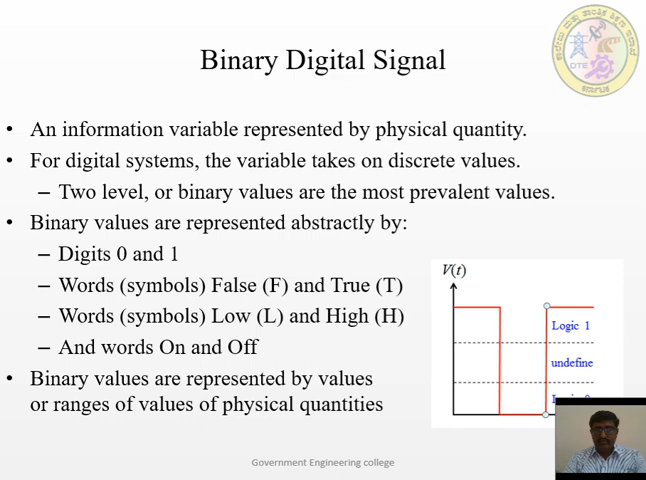 Binary Digital Signal
DTE
• An information variable represented by physical quantity.
• For digital systems, the variable takes on discrete values.
– Two level, or binary values are the most prevalent values.
• Binary values are represented abstractly by:
– Digits 0 and 1
– Words (symbols) False (F) and True (T)
– Words (symbols) Low (L) and High (H)
– And words On and Off
• Binary values are represented by values
or ranges of values of physical quantities
V(t)
Logic 1
undefine
Government Engineering college